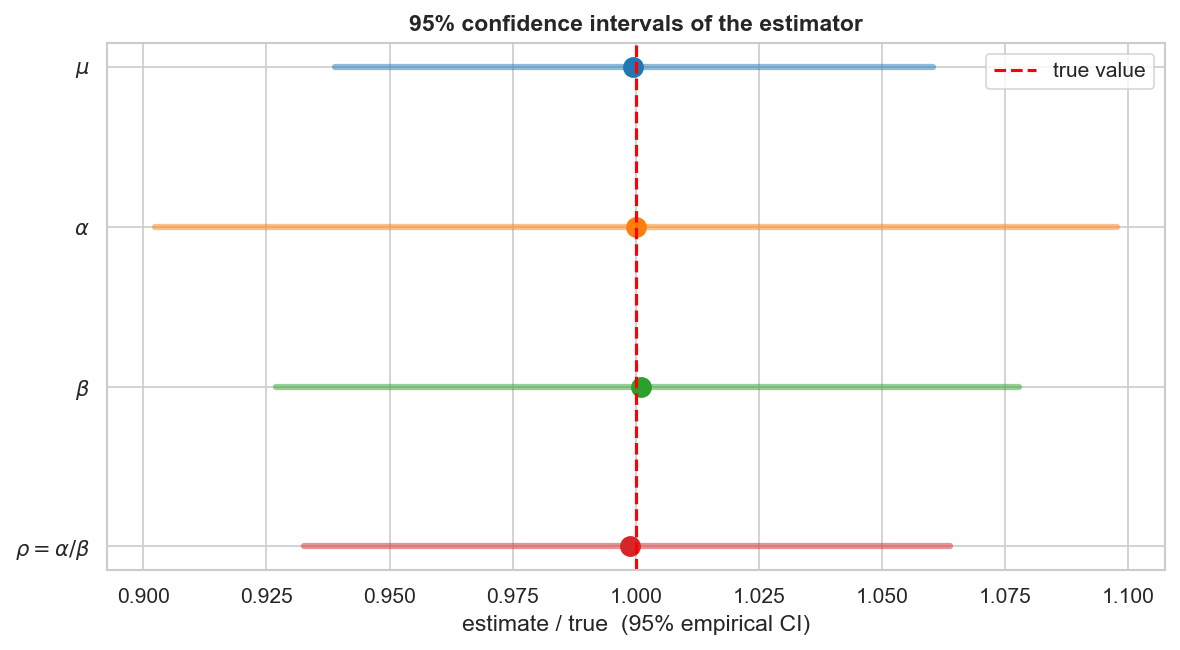 95% confidence intervals of the estimator
μ
true value
α
β
ρ = α/β
0.900 0.925 0.950 0.975 1.000 1.025 1.050 1.075 1.100
estimate / true (95% empirical CI)